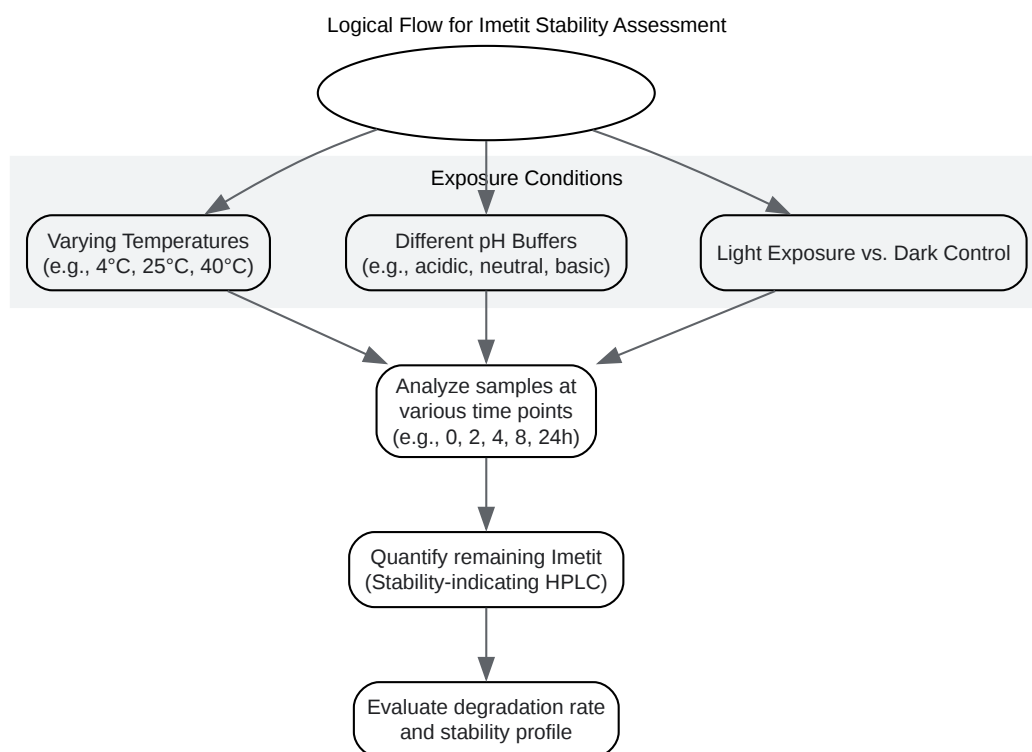 Logical Flow for Imetit Stability Assessment
Exposure Conditions
Varying Temperatures
(e.g., 4°C, 25°C, 40°C)
Different pH Buffers
(e.g., acidic, neutral, basic)
Light Exposure vs. Dark Control
Analyze samples at
various time points
(e.g., 0, 2, 4, 8, 24h)
Quantify remaining Imetit
(Stability-indicating HPLC)
Evaluate degradation rate
and stability profile